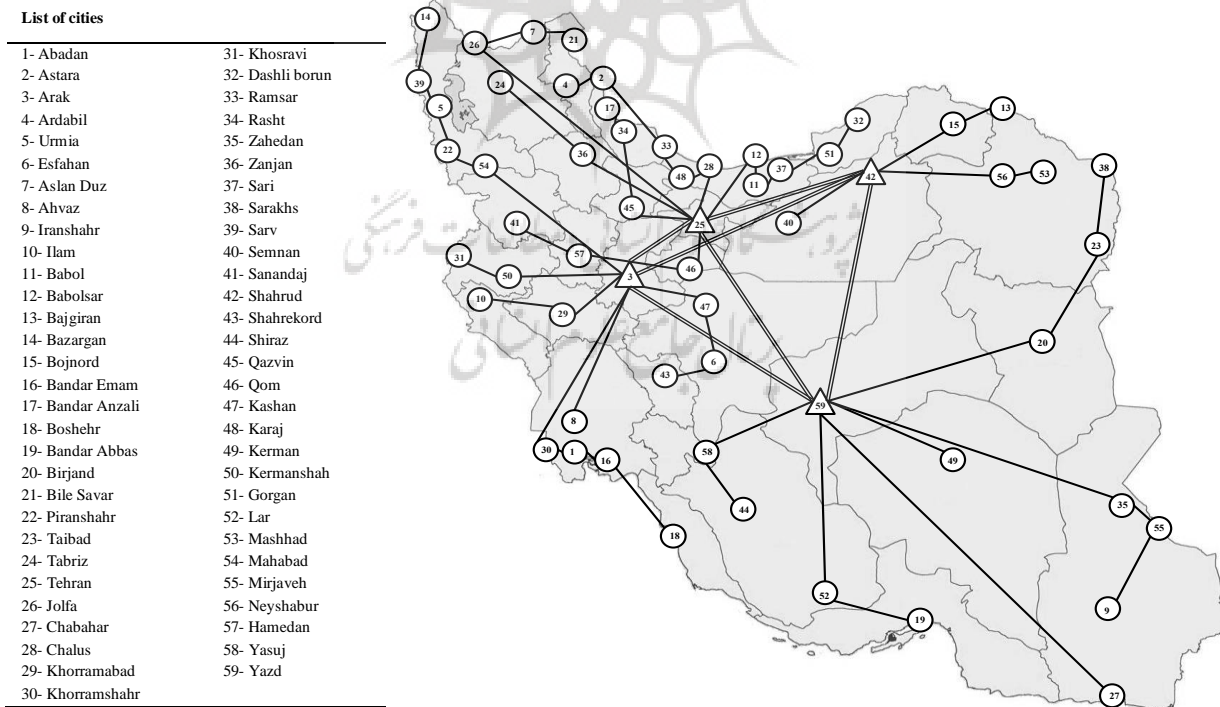 List of cities
1- Abadan
2- Astara
3- Arak
4- Ardabil
5- Urmia
6- Esfahan
7- Aslan Duz
8- Ahvaz
9- Iranshahr
10- Ilam
11- Babol
12- Babolsar
13- Bajgiran
14- Bazargan
15- Bojnord
16- Bandar Emam
17- Bandar Anzali
18- Boshehr
19- Bandar Abbas
20- Birjand
21- Bile Savar
22- Piranshahr
23- Taibad
24- Tabriz
25- Tehran
26- Jolfa
27- Chabahar
28- Chalus
29- Khorramabad
30- Khorramshahr
31- Khosravi
32- Dashli borun
33- Ramsar
34- Rasht
35- Zahedan
36- Zanjan
37- Sari
38- Sarakhs
39- Sarv
40- Semnan
41- Sanandaj
42- Shahrud
43- Shahrekord
44- Shiraz
45- Qazvin
46- Qom
47- Kashan
48- Karaj
49- Kerman
50- Kermanshah
51- Gorgan
52- Lar
53- Mashhad
54- Mahabad
55- Mirjaveh
56- Neyshabur
57- Hamedan
58- Yasuj
59- Yazd
14
7
26
21
39
24
4
2
5
17
13
32
15
34
22
36
33
12
51
54
48
28
11
37
42
56
53
38
45
41
25
40
23
31
57
46
50
3
10
29
47
20
6
43
59
8
30
1
16
58
49
35
44
55
18
52
9
19
27
پژوهشگاه علوم انسانی و مطالعات فرهنگی
پرتال جامع علوم انسانی